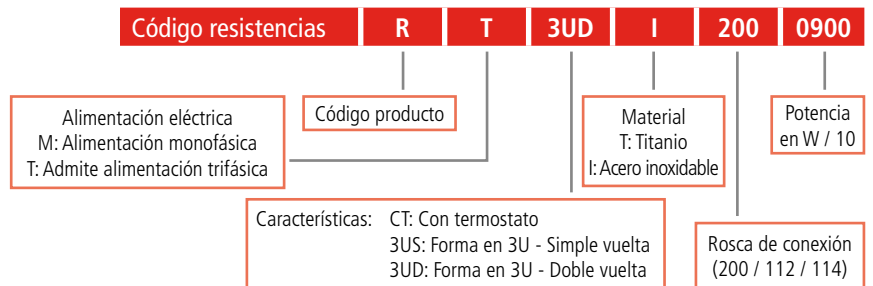 Código resistencias R T 3UD I 200 0900
Alimentación eléctrica
M: Alimentación monofásica
T: Admite alimentación trifásica
Código producto
Material
T: Titanio
I: Acero inoxidable
Potencia
en W / 10
Características: CT: Con termostato
3US: Forma en 3U - Simple vuelta
3UD: Forma en 3U - Doble vuelta
Rosca de conexión
(200 / 112 / 114)